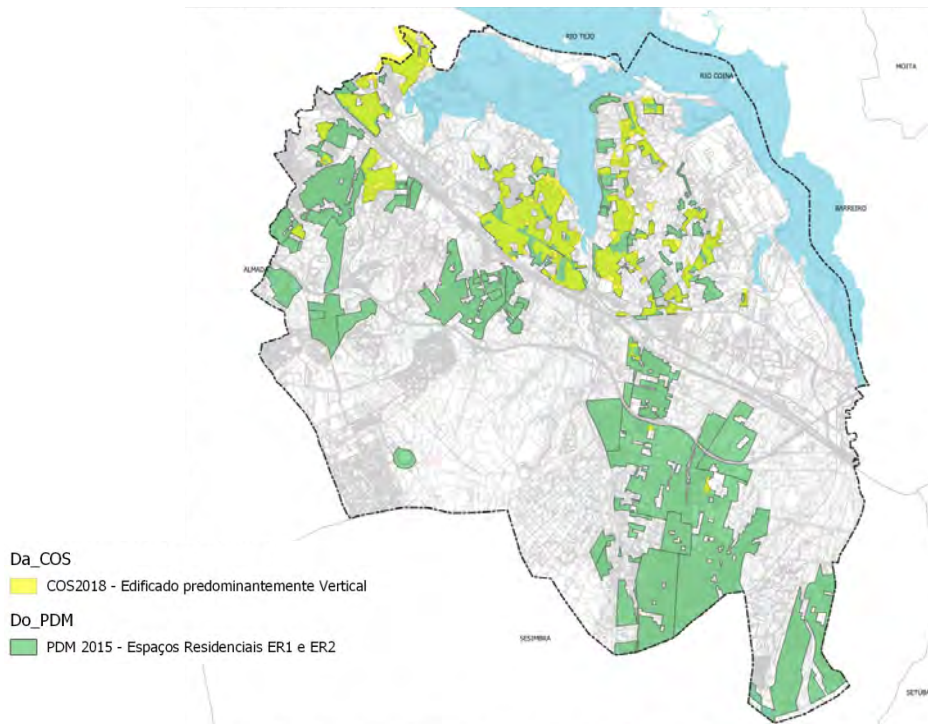 RIO TEJO
MOITA
RIO COINA
BARREIRO
ALMADA
Da_COS
COS2018 - Edificado predominantemente Vertical
Do_PDM
PDM 2015 - Espaços Residenciais ER1 e ER2
SESIMBRA
SETÚBA